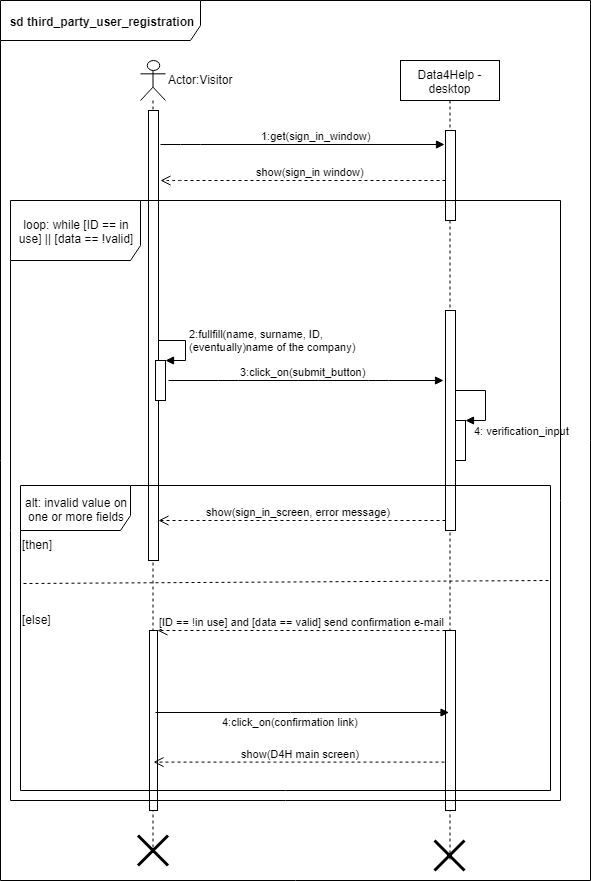 sd third_party_user_registration
Actor:Visitor
Data4Help -
desktop
1:get(sign_in_window)
show(sign_in window)
loop: while [ID == in
use] || [data == !valid]
2:fullfill(name, surname, ID,
(eventually)name of the company)
3:click_on(submit_button)
4: verification_input
alt: invalid value on
one or more fields
show(sign_in_screen, error message)
[then]
[else]
[ID == !in use] and [data == valid] send confirmation e-mail
4:click_on(confirmation link)
show(D4H main screen)